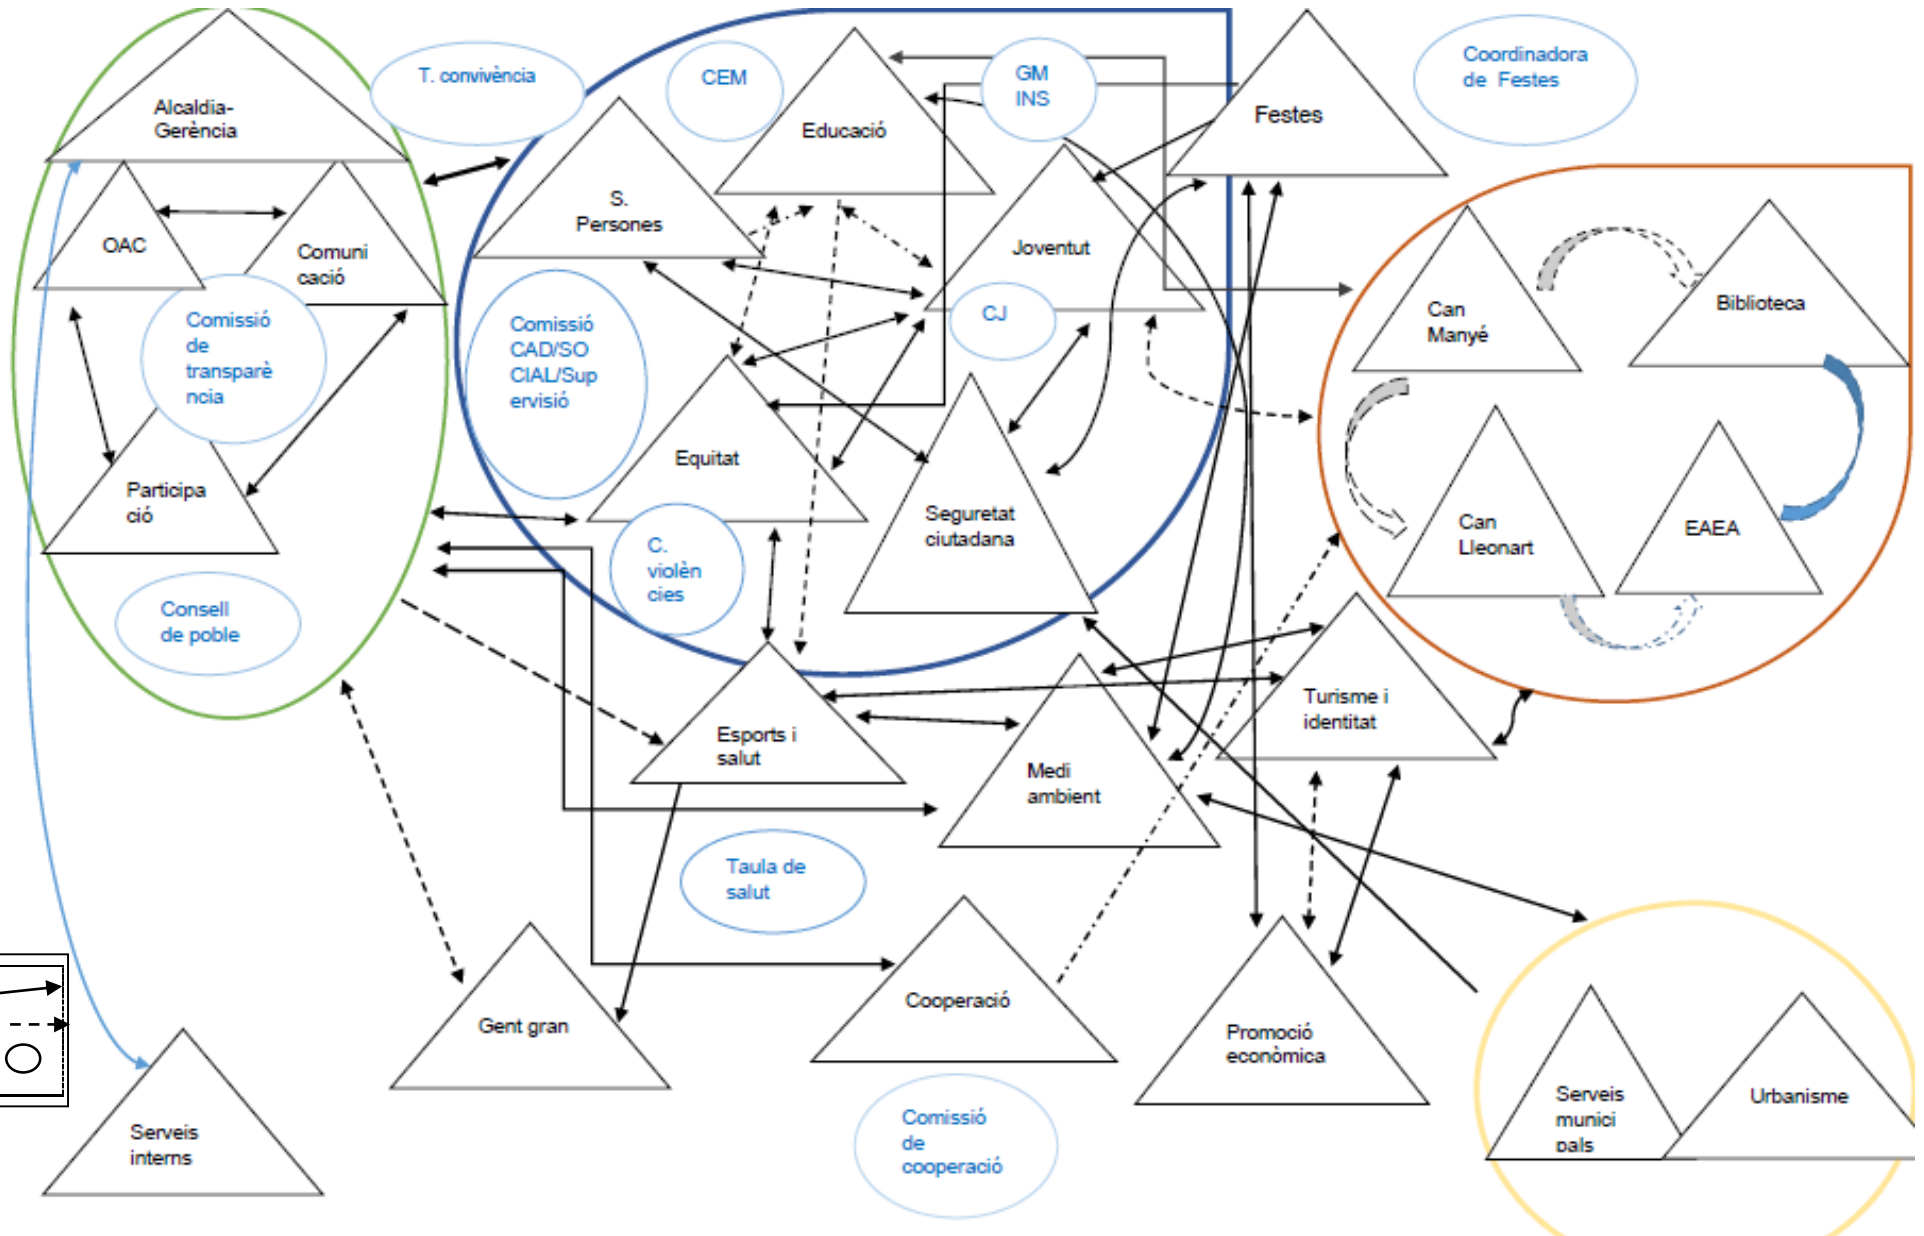 T. convivència
CEM
GM
INS
Coordinadora
de Festes
Alcaldia-
Gerència
Educació
Festes
S.
Persones
OAC
Comuni
cació
Joventut
Comissió
de
transparè
ncia
Comissió
CAD/SO
CIAL/Sup
ervisió
CJ
Can
Manyé
Biblioteca
Equitat
Participa
ció
Seguretat
ciutadana
Can
Lleonart
EAEA
C.
violèn
cies
Consell
de poble
Esports i
salut
Medi
ambient
Turisme i
identitat
Taula de
salut
Gent gran
Cooperació
Promoció
econòmica
Serveis
interns
Comissió
de
cooperació
Serveis
munici
pals
Urbanisme